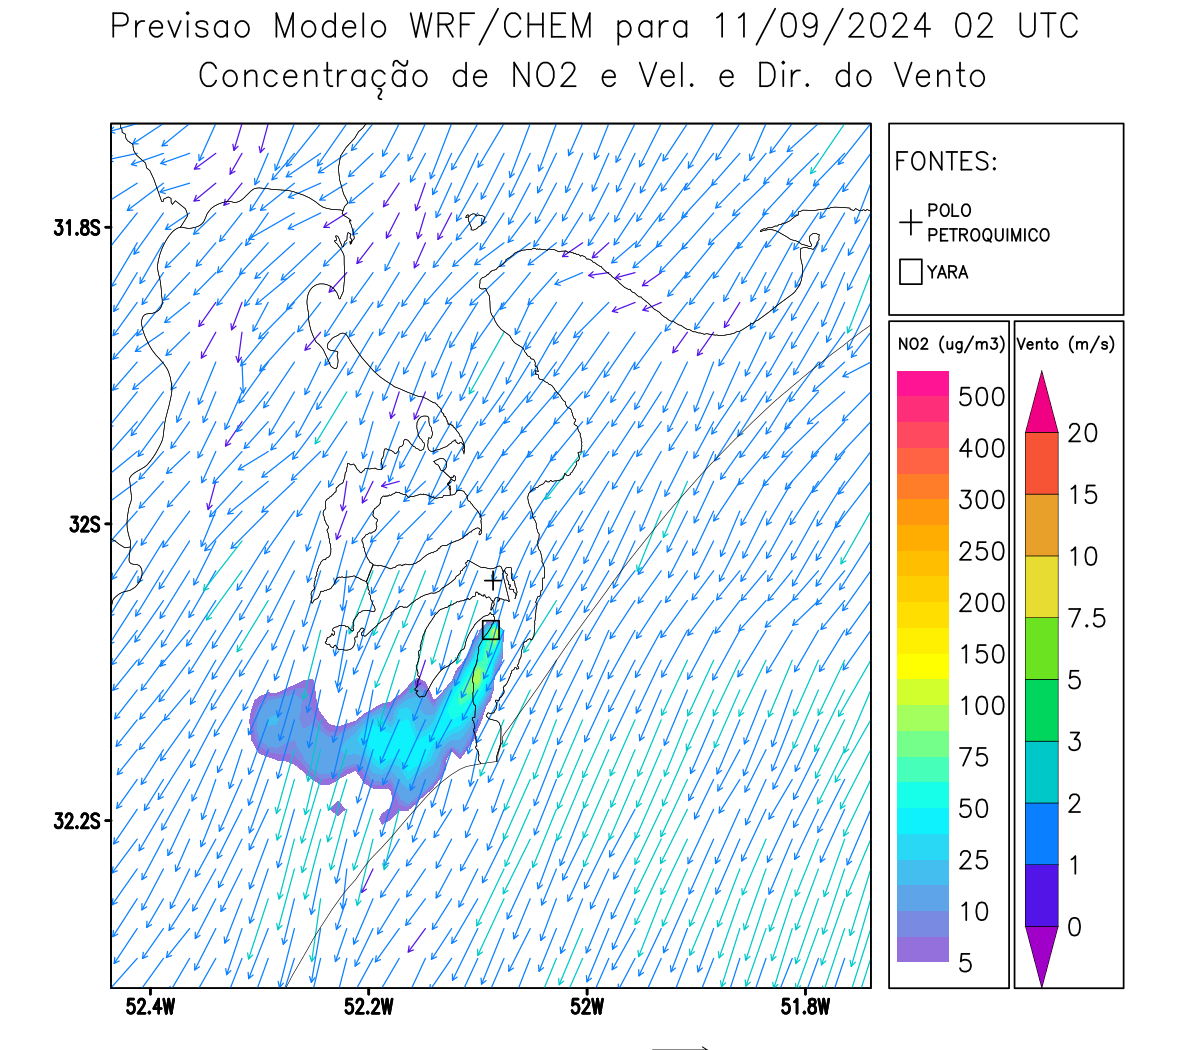 Previsao Modelo WRF/CHEM para 11/09/2024 02 UTC
Concentração de NO2 e Vel. e Dir. do Vento
FONTES:
POLO
PETROQUIMICO
YARA
NO2 (ug/m3)
500
400
300
250
200
150
100
75
50
25
10
5
Vento (m/s)
20
15
10
7.5
5
3
2
1
0
31.8S
32S
32.2S
52.4W
52.2W
52W
51.8W